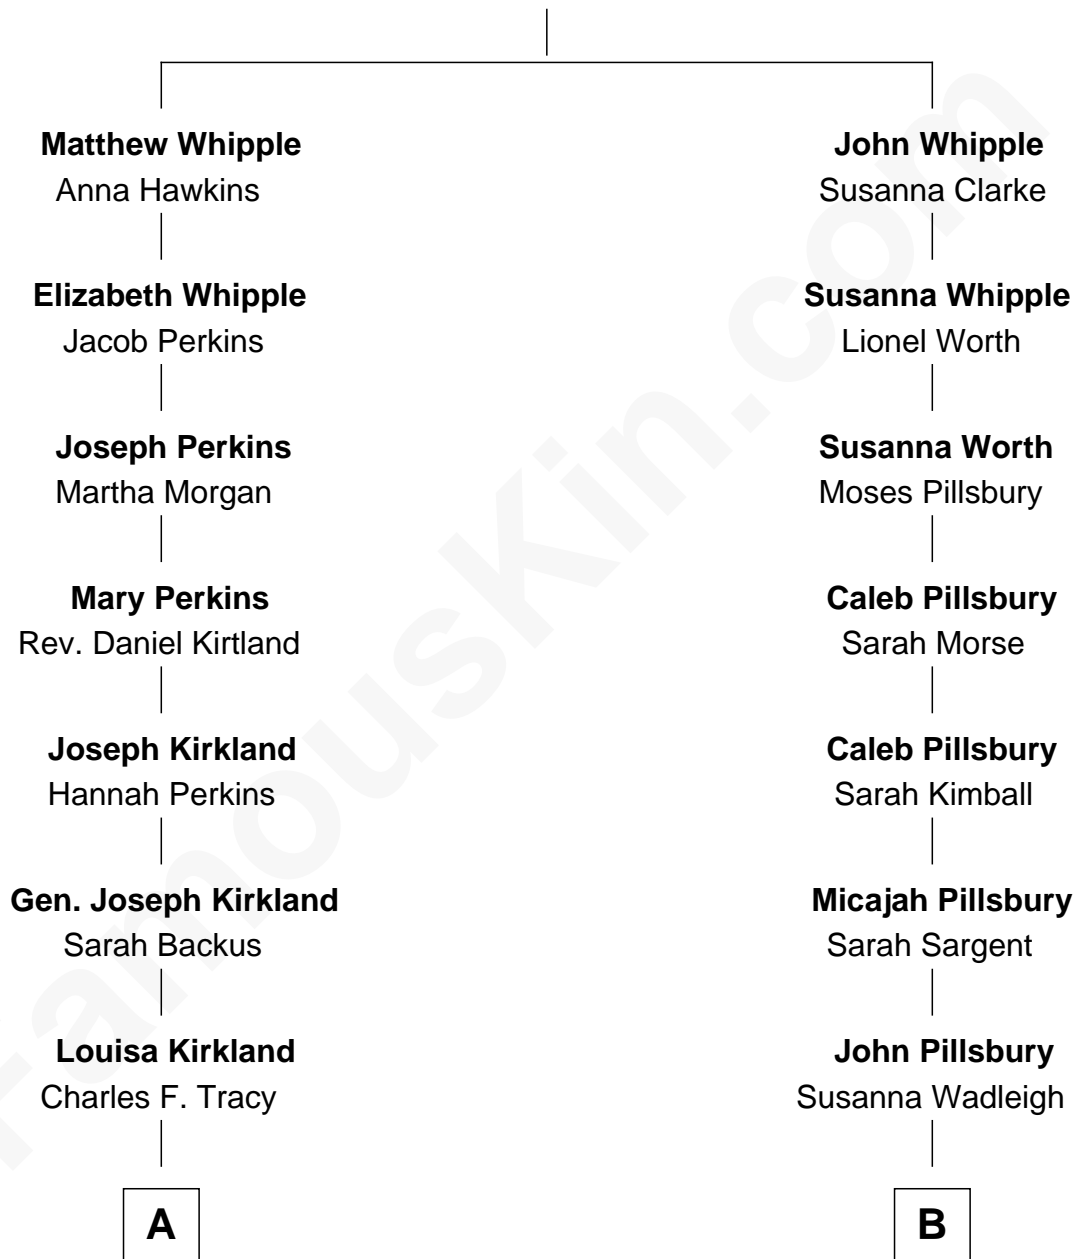 Matthew Whipple
Anna Hawkins
Elizabeth Whipple
Jacob Perkins
Joseph Perkins
Martha Morgan
Mary Perkins
Rev. Daniel Kirtland
Joseph Kirkland
Hannah Perkins
Gen. Joseph Kirkland
Sarah Backus
Louisa Kirkland
Charles F. Tracy
A
John Whipple
Susanna Clarke
Susanna Whipple
Lionel Worth
Susanna Worth
Moses Pillsbury
Caleb Pillsbury
Sarah Morse
Caleb Pillsbury
Sarah Kimball
Micajah Pillsbury
Sarah Sargent
John Pillsbury
Susanna Wadleigh
B
FamousKin.com